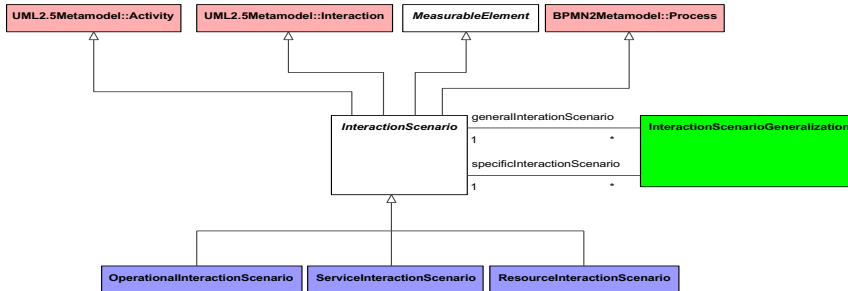 UML2.5Metamodel::Activity
UML2.5Metamodel::Interaction
MeasurableElement
BPMN2Metamodel::Process
InteractionScenario
generalInterationScenario
1
*
InteractionScenarioGeneralization
specificInteractionScenario
1
*
OperationalInteractionScenario
ServiceInteractionScenario
ResourceInteractionScenario